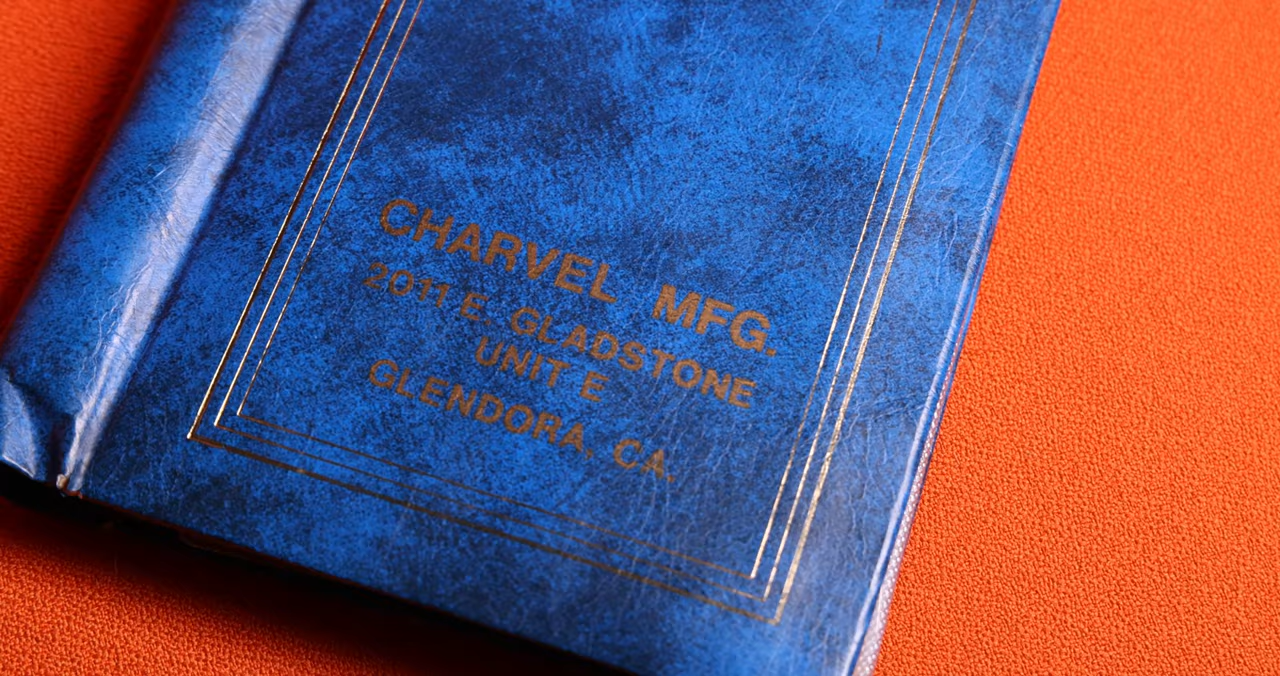 CHARVEL MFG.
2011 E. GLADSTONE
UNIT E
GLENDORA, CA.